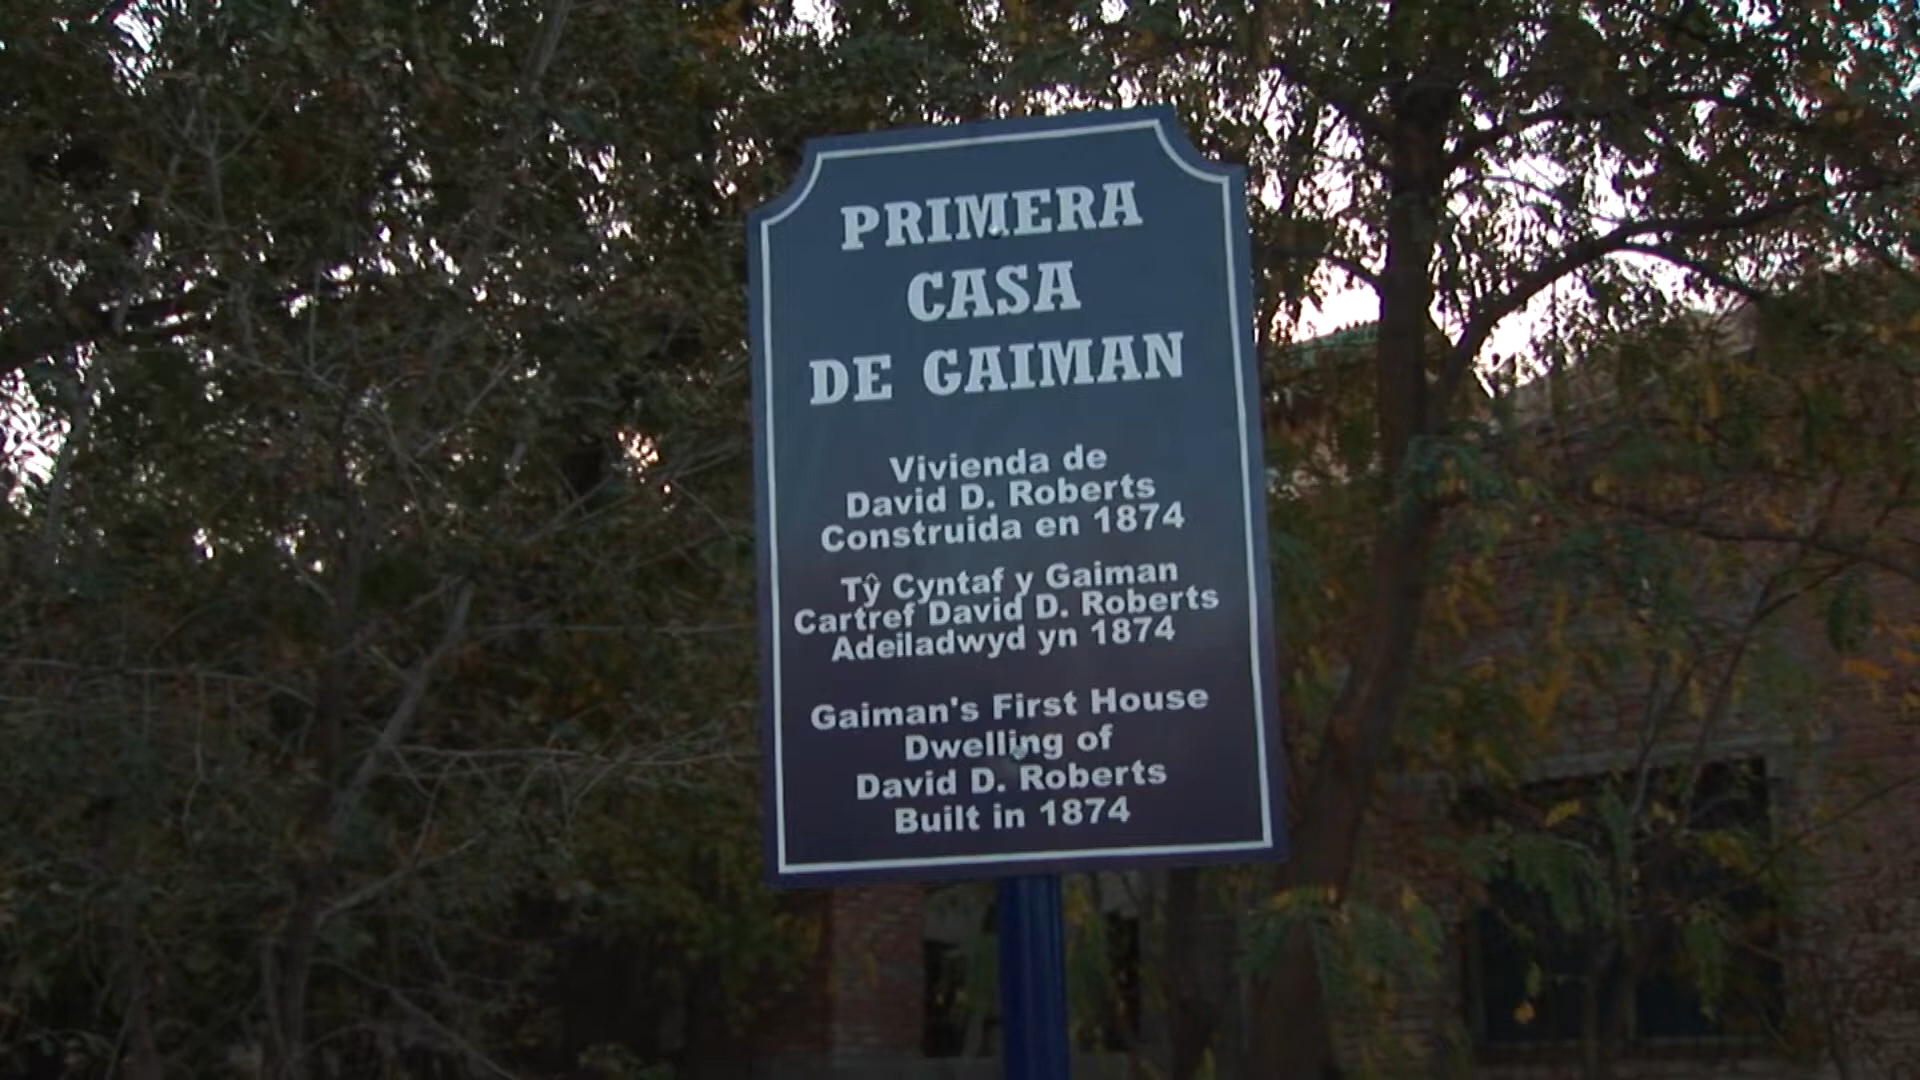 PRIMERA
CASA
DE GAIMAN
Vivienda de
David D. Roberts
Construida en 1874
Tŷ Cyntaf y Gaiman
Cartref David D. Roberts
Adeiladwyd yn 1874
Gaiman's First House
Dwelling of
David D. Roberts
Built in 1874